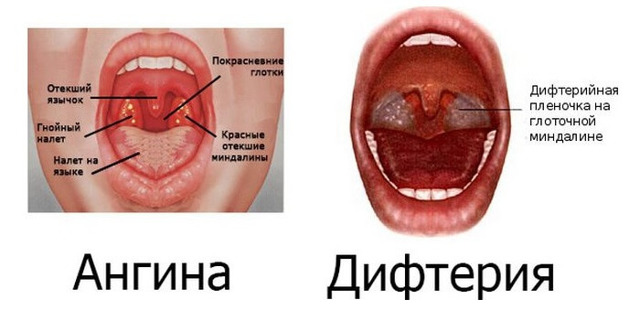 Покраснение
глотки
Отекший
язычок
Гнойный
налет
Налет на
языке
Красные
отекшие
миндалины
Дифтерийная
пленочка на
глоточной
миндалине
Ангина
Дифтерия